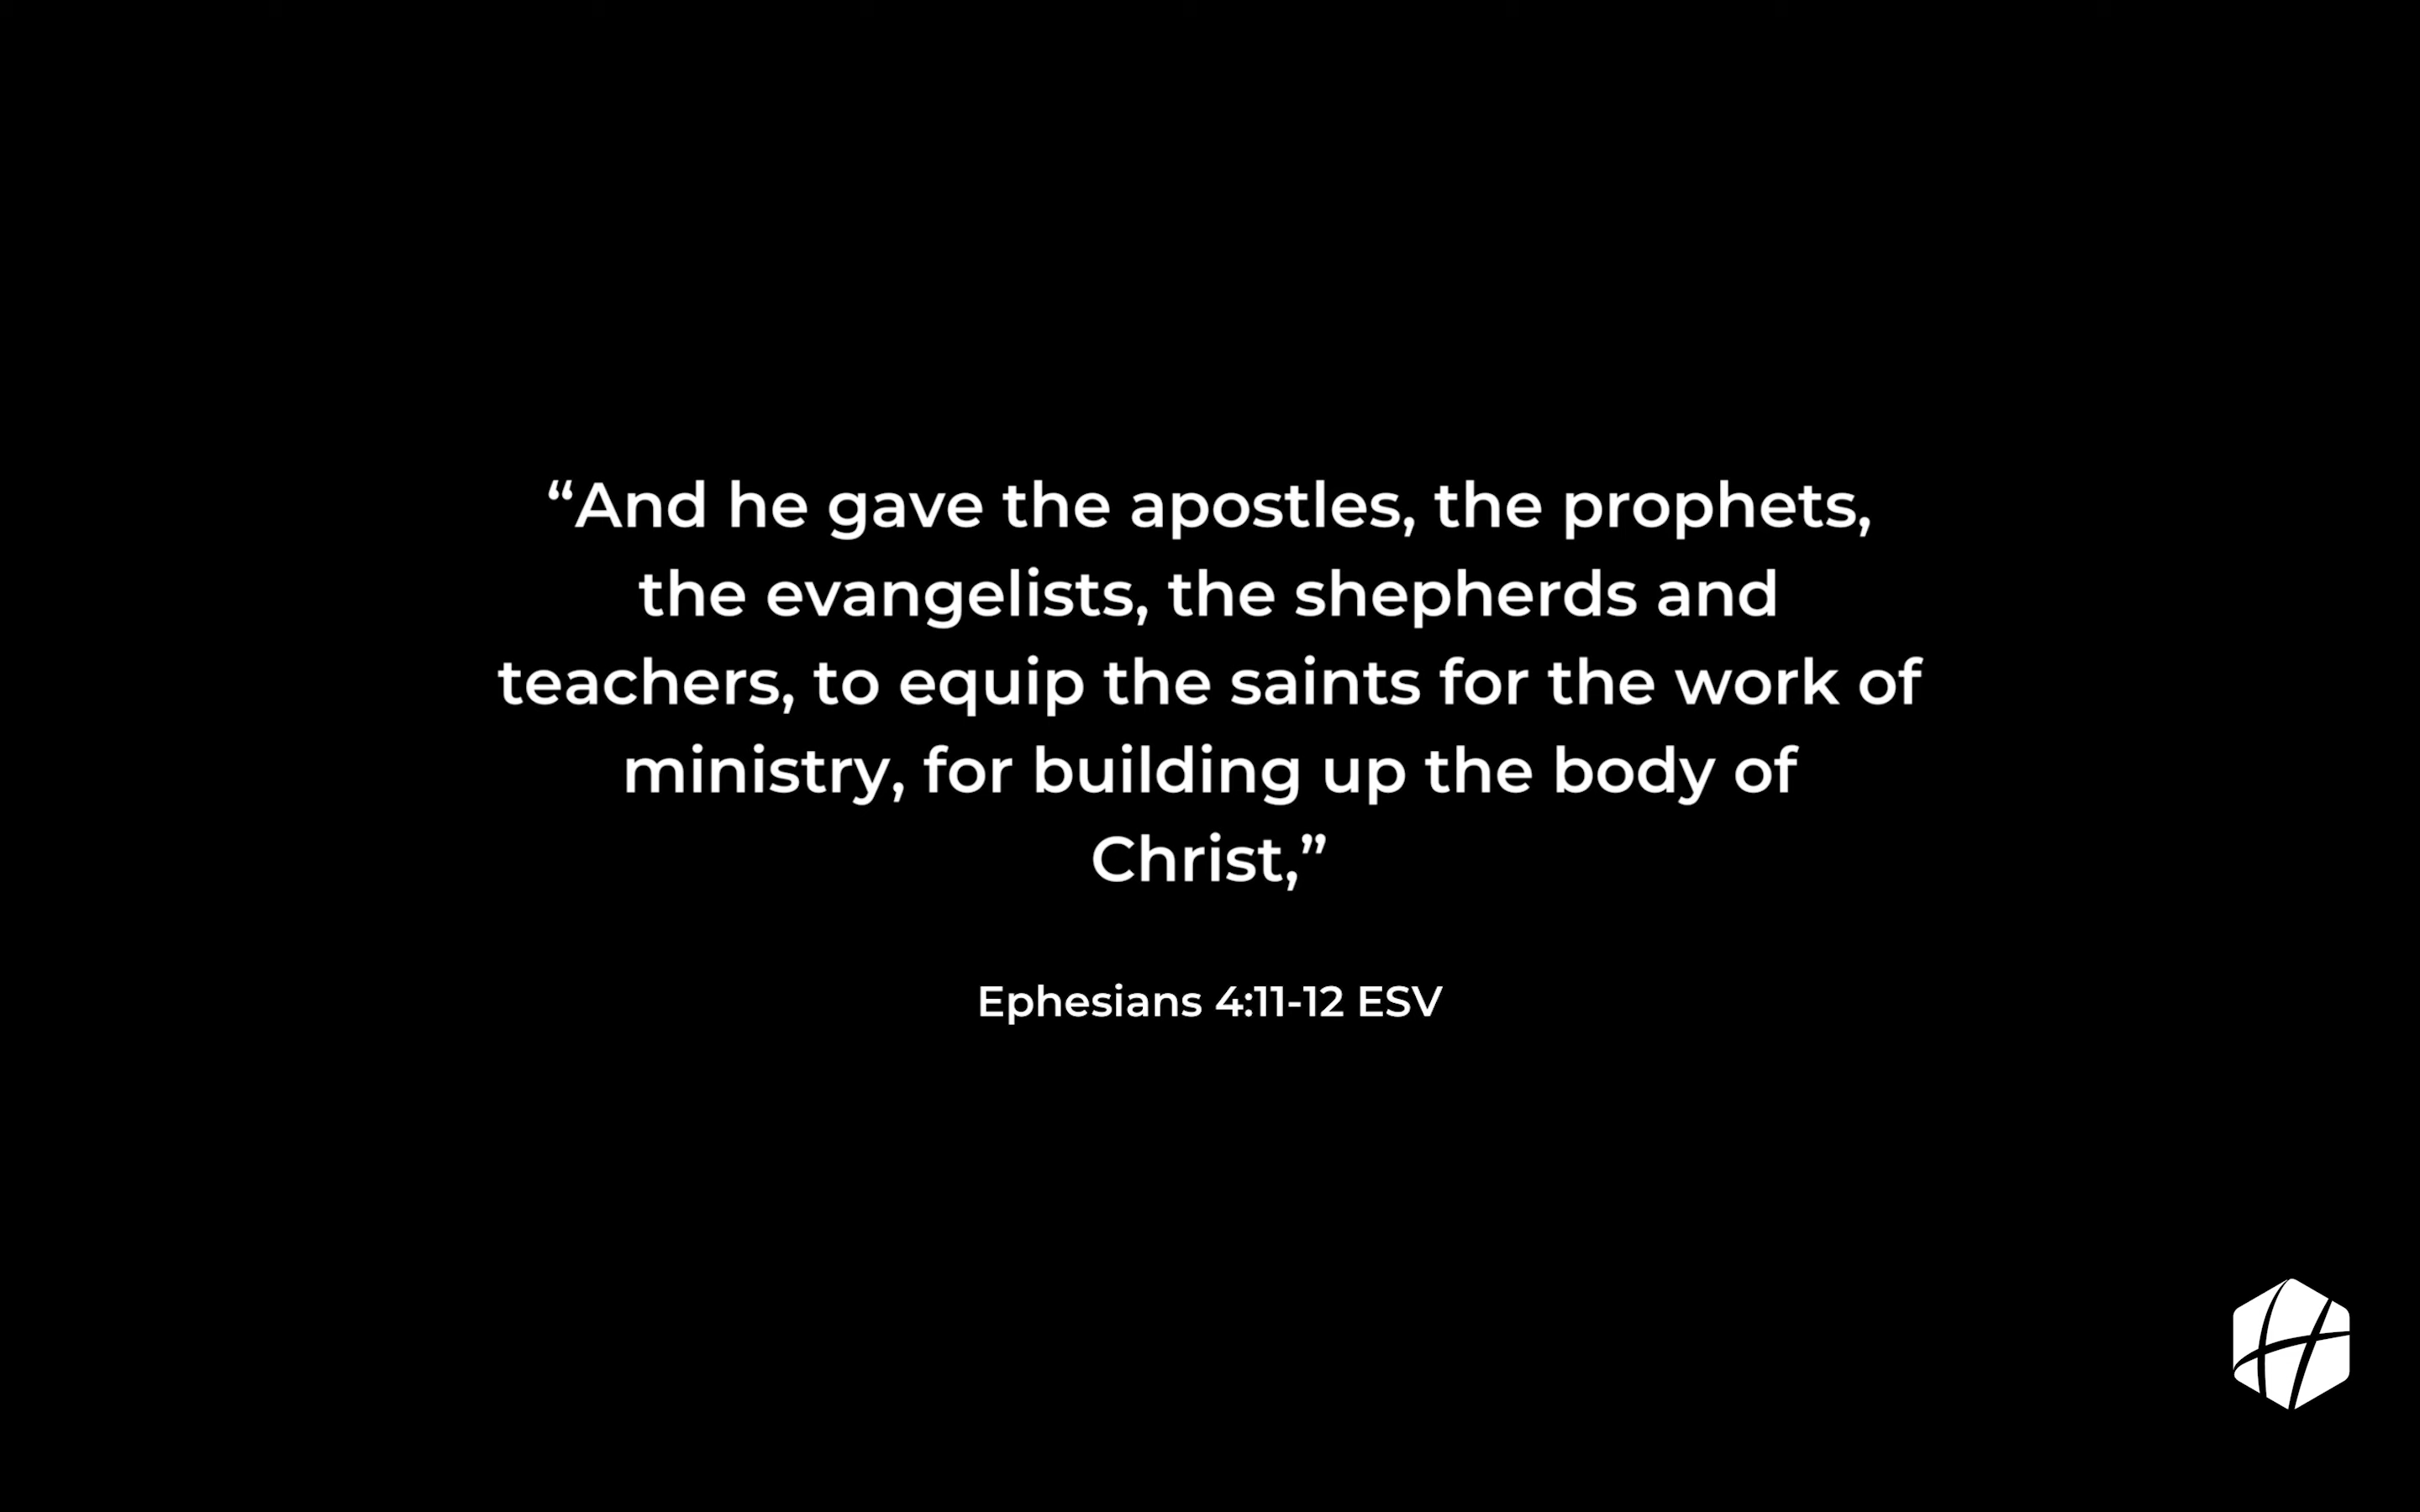 “And he gave the apostles, the prophets,
the evangelists, the shepherds and
teachers, to equip the saints for the work of
ministry, for building up the body of
Christ,”
Ephesians 4:11-12 ESV